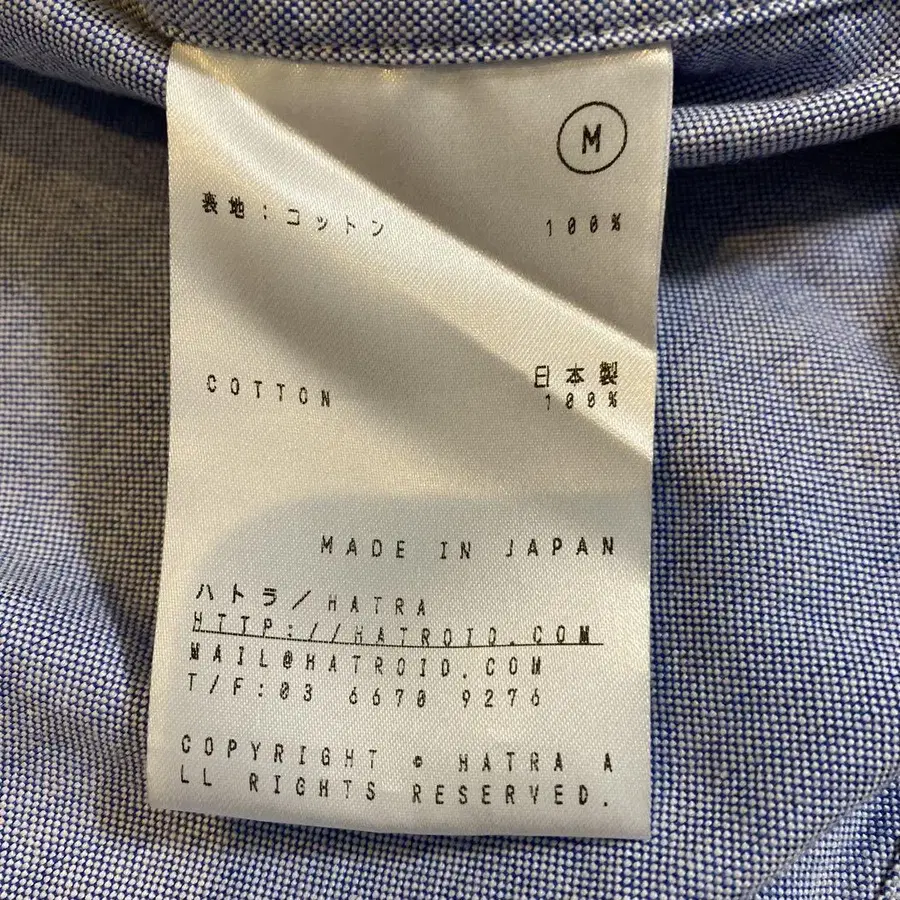 M
表地:コットン 100%
日本製
COTTON 100%
MADE IN JAPAN
ハトラ/HATRA
HTTP://HATROID.COM
MAIL@HATROID.COM
T/F:03 6670 9276
COPYRIGHT © HATRA A
LL RIGHTS RESERVED.